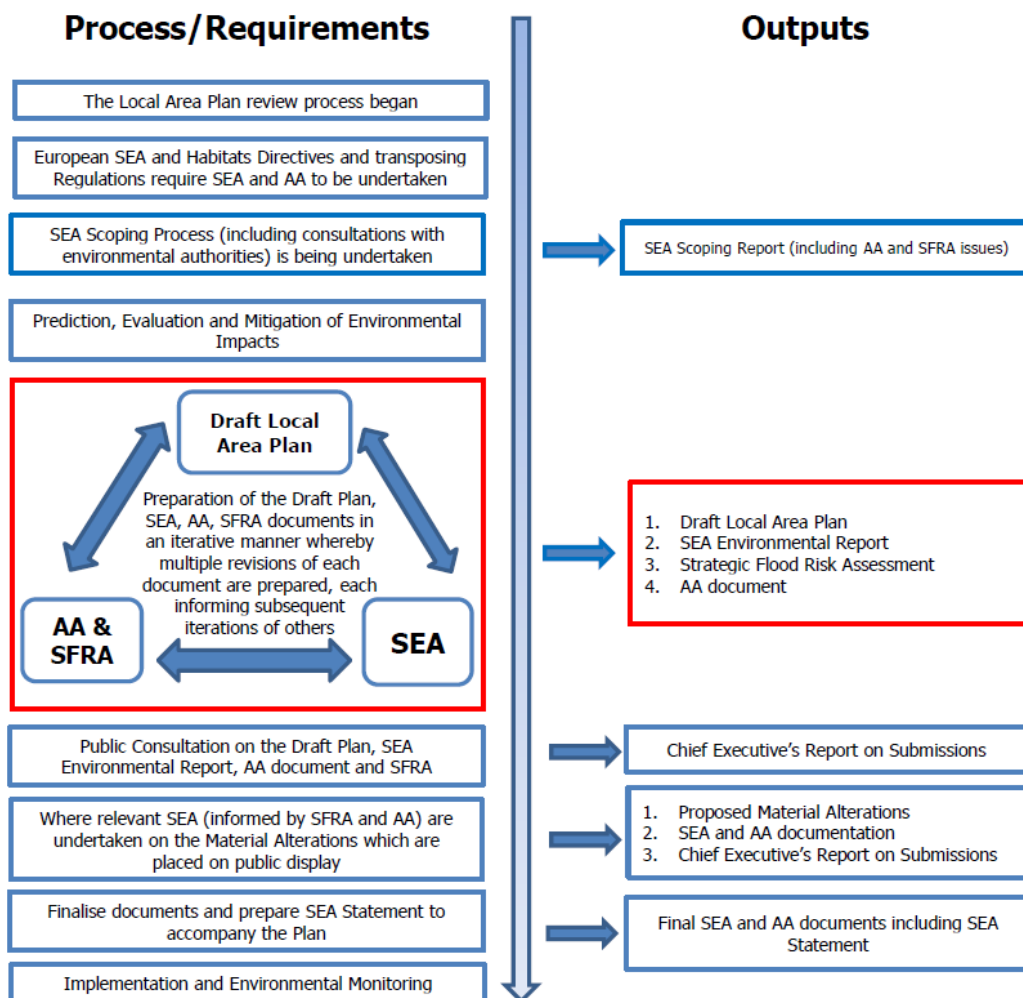 Process/Requirements
Outputs
The Local Area Plan review process began
European SEA and Habitats Directives and transposing
Regulations require SEA and AA to be undertaken
SEA Scoping Process (including consultations with
environmental authorities) is being undertaken
SEA Scoping Report (including AA and SFRA issues)
Prediction, Evaluation and Mitigation of Environmental
Impacts
Draft Local
Area Plan
Preparation of the Draft Plan,
SEA, AA, SFRA documents in
an iterative manner whereby
multiple revisions of each
document are prepared, each
informing subsequent
iterations of others
AA &
SFRA
SEA
1. Draft Local Area Plan
2. SEA Environmental Report
3. Strategic Flood Risk Assessment
4. AA document
Public Consultation on the Draft Plan, SEA
Environmental Report, AA document and SFRA
Chief Executive's Report on Submissions
Where relevant SEA (informed by SFRA and AA) are
undertaken on the Material Alterations which are
placed on public display
1. Proposed Material Alterations
2. SEA and AA documentation
3. Chief Executive's Report on Submissions
Finalise documents and prepare SEA Statement to
accompany the Plan
Final SEA and AA documents including SEA
Statement
Implementation and Environmental Monitoring